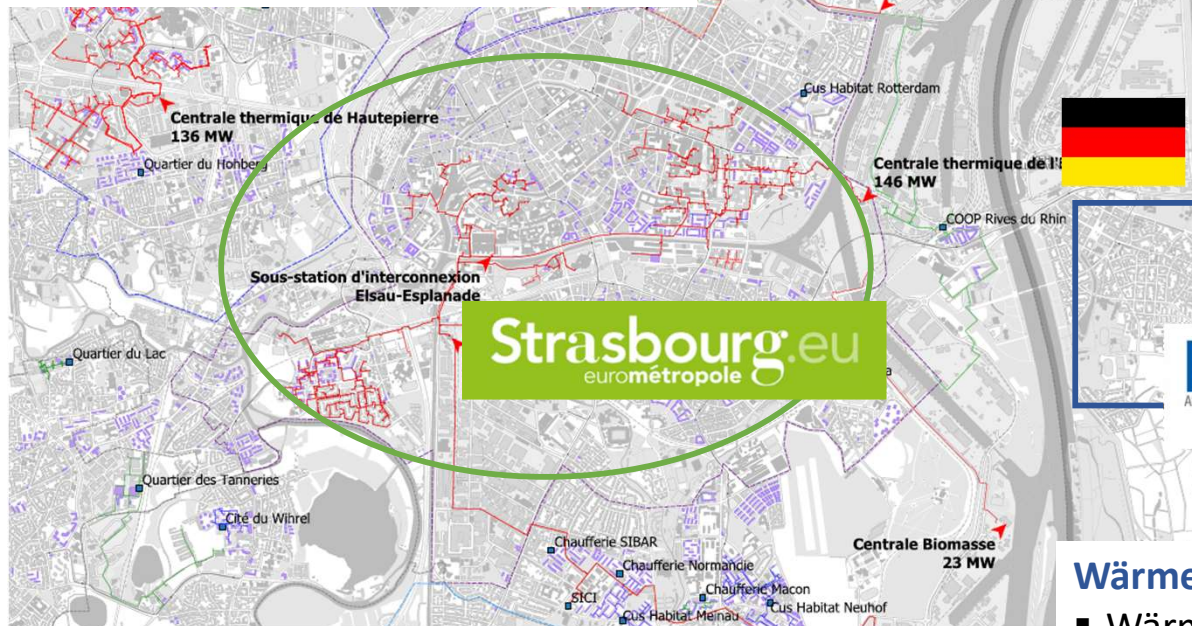 Cus Habitat Rotterdam
Centrale thermique de Hautepierre
136 MW
Quartier du Hohberg
Centrale thermique de l'
146 MW
COOP Rives du Rhin
Sous-station d'interconnexion
Elsau-Esplanade
Strasbourg.eu
eurométropole
Quartier du Lac
a
A
Quartier des Tanneries
Cité du Wihrel
Chaufferie SIBAR
Centrale Biomasse
23 MW
Chaufferie Normandie
Chaufferie Macon
SICI
Cus Habitat Neuhof
Cus Habitat Meinau
Wärme
▪ Wärm